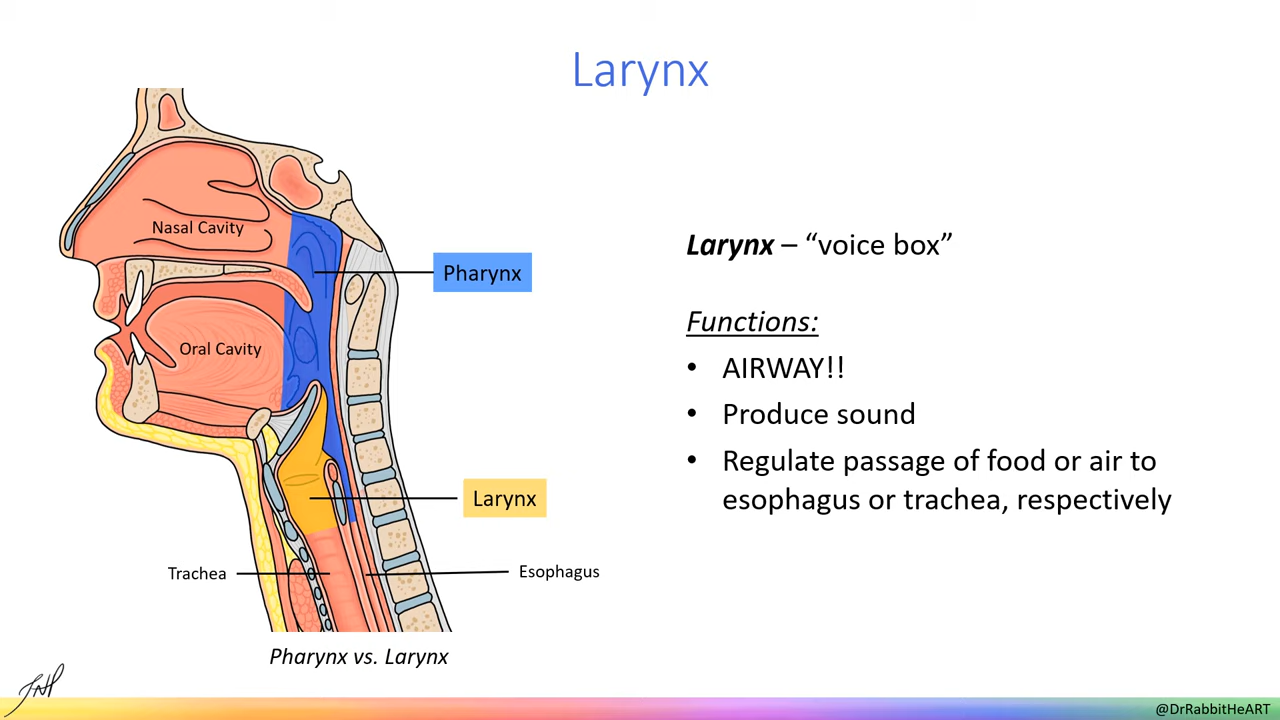 Larynx
Nasal Cavity
Pharynx
Oral Cavity
Larynx
Trachea
Esophagus
Pharynx vs. Larynx
Larynx – “voice box”
Functions:
• AIRWAY!!
• Produce sound
• Regulate passage of food or air to
esophagus or trachea, respectively
@DrRabbitHeART